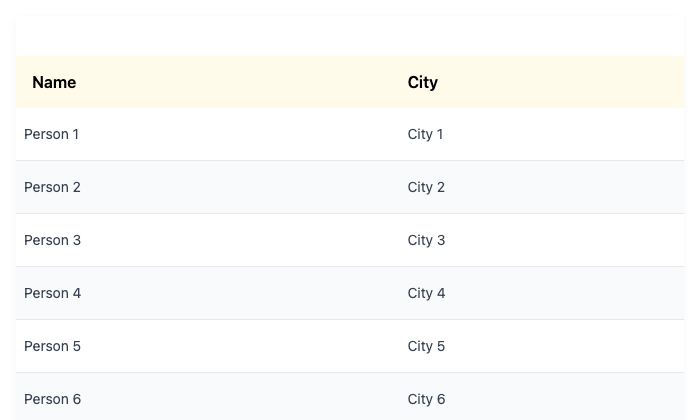 Name City
Person 1 City 1
Person 2 City 2
Person 3 City 3
Person 4 City 4
Person 5 City 5
Person 6 City 6